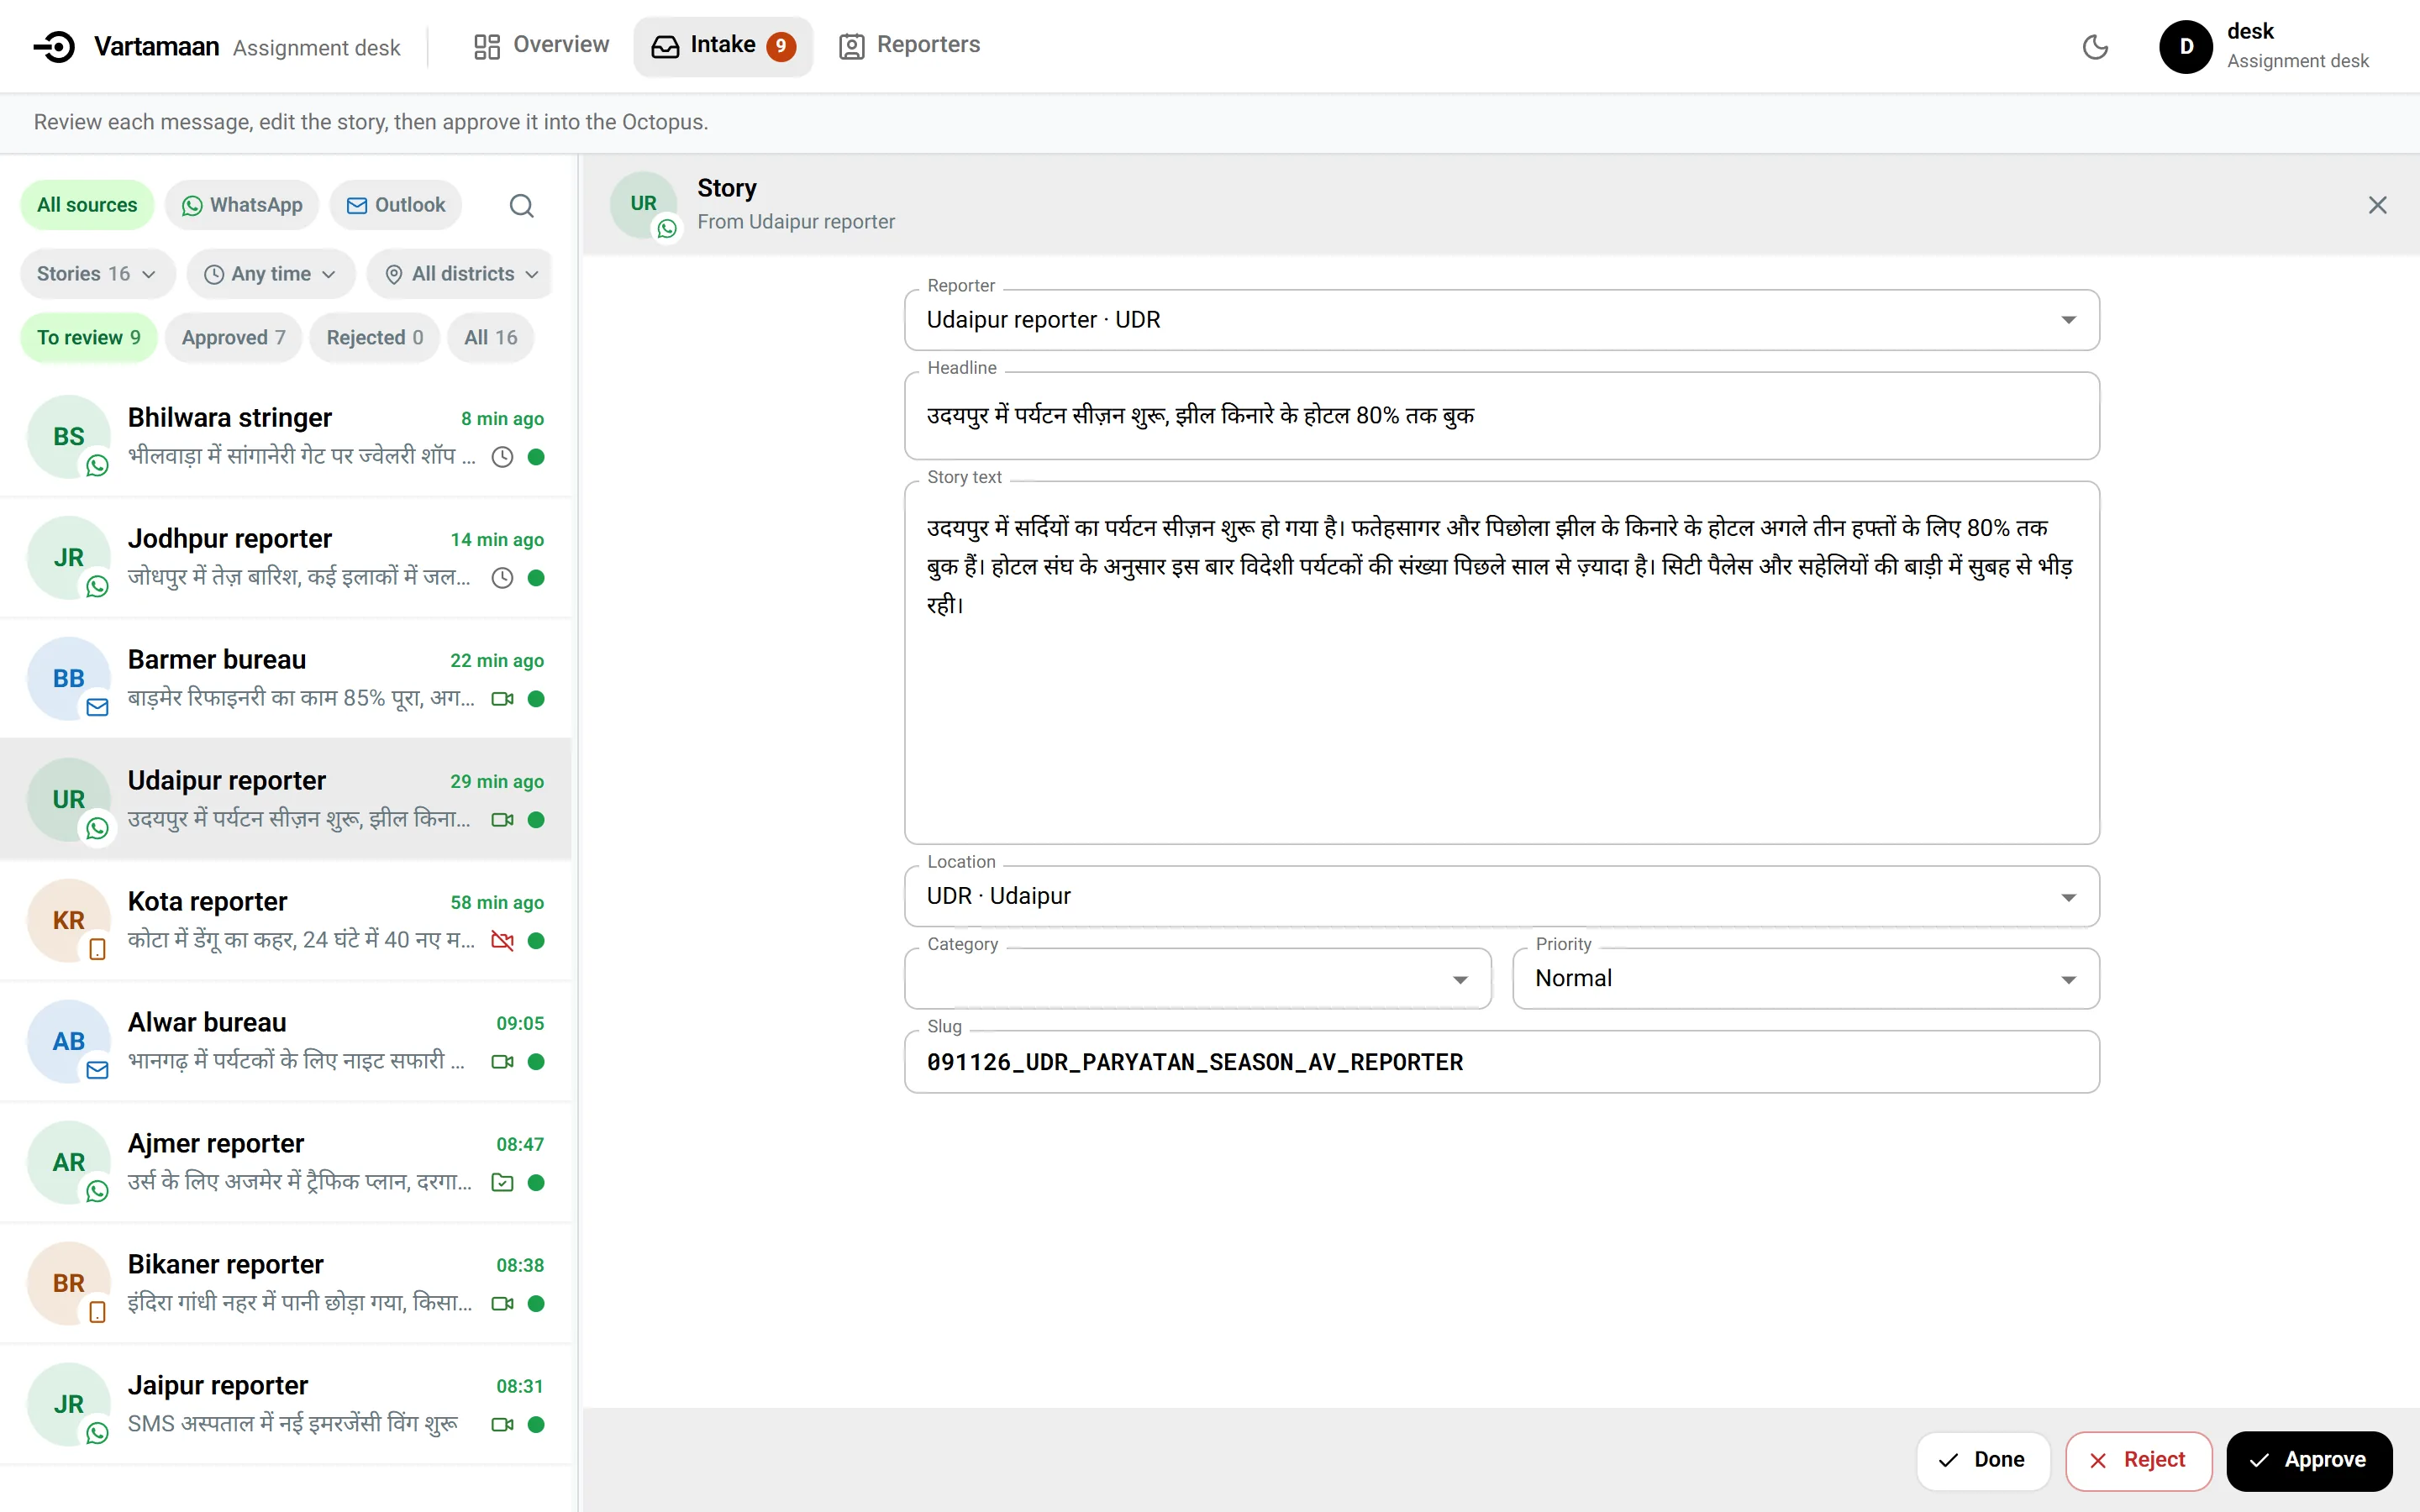 Vartamaan Assignment desk
Overview
Intake 9
Reporters
D
desk
Assignment desk
Review each message, edit the story, then approve it into the Octopus.
All sources
WhatsApp
Outlook
Stories 16
Any time
All districts
To review 9
Approved 7
Rejected 0
All 16
BS
Bhilwara stringer
8 min ago
भीलवाड़ा में सांगानेरी गेट पर ज्वेलरी शॉप ...
JR
Jodhpur reporter
14 min ago
जोधपुर में तेज़ बारिश, कई इलाकों में जल...
BB
Barmer bureau
22 min ago
बाड़मेर रिफाइनरी का काम 85% पूरा, अग...
UR
Udaipur reporter
29 min ago
उदयपुर में पर्यटन सीज़न शुरू, झील किना...
KR
Kota reporter
58 min ago
कोटा में डेंगू का कहर, 24 घंटे में 40 नए म...
AB
Alwar bureau
09:05
भानगढ़ में पर्यटकों के लिए नाइट सफारी ...
AR
Ajmer reporter
08:47
उर्स के लिए अजमेर में ट्रैफिक प्लान, दरगा...
BR
Bikaner reporter
08:38
इंदिरा गांधी नहर में पानी छोड़ा गया, किसा...
JR
Jaipur reporter
08:31
SMS अस्पताल में नई इमरजेंसी विंग शुरू
UR
Story
From Udaipur reporter
Reporter
Udaipur reporter · UDR
Headline
उदयपुर में पर्यटन सीज़न शुरू, झील किनारे के होटल 80% तक बुक
Story text
उदयपुर में सर्दियों का पर्यटन सीज़न शुरू हो गया है। फतेहसागर और पिछोला झील के किनारे के होटल अगले तीन हफ्तों के लिए 80% तक
बुक हैं। होटल संघ के अनुसार इस बार विदेशी पर्यटकों की संख्या पिछले साल से ज़्यादा है। सिटी पैलेस और सहेलियों की बाड़ी में सुबह से भीड़
रही।
Location
UDR · Udaipur
Category
Priority
Normal
Slug
091126_UDR_PARYATAN_SEASON_AV_REPORTER
Done
Reject
Approve